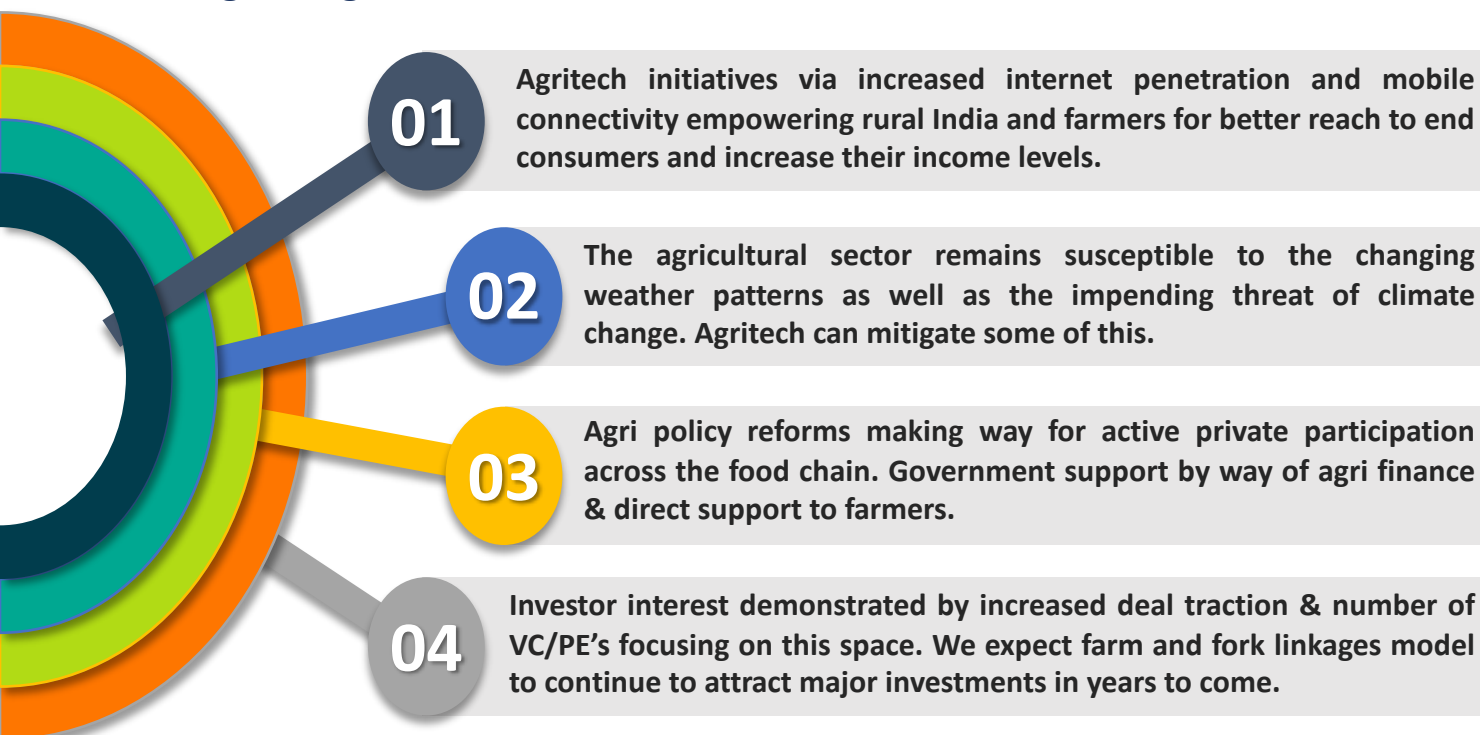 01
Agritech initiatives via increased internet penetration and mobile
connectivity empowering rural India and farmers for better reach to end
consumers and increase their income levels.
02
The agricultural sector remains susceptible to the changing
weather patterns as well as the impending threat of climate
change. Agritech can mitigate some of this.
03
Agri policy reforms making way for active private participation
across the food chain. Government support by way of agri finance
& direct support to farmers.
04
Investor interest demonstrated by increased deal traction & number of
VC/PE’s focusing on this space. We expect farm and fork linkages model
to continue to attract major investments in years to come.